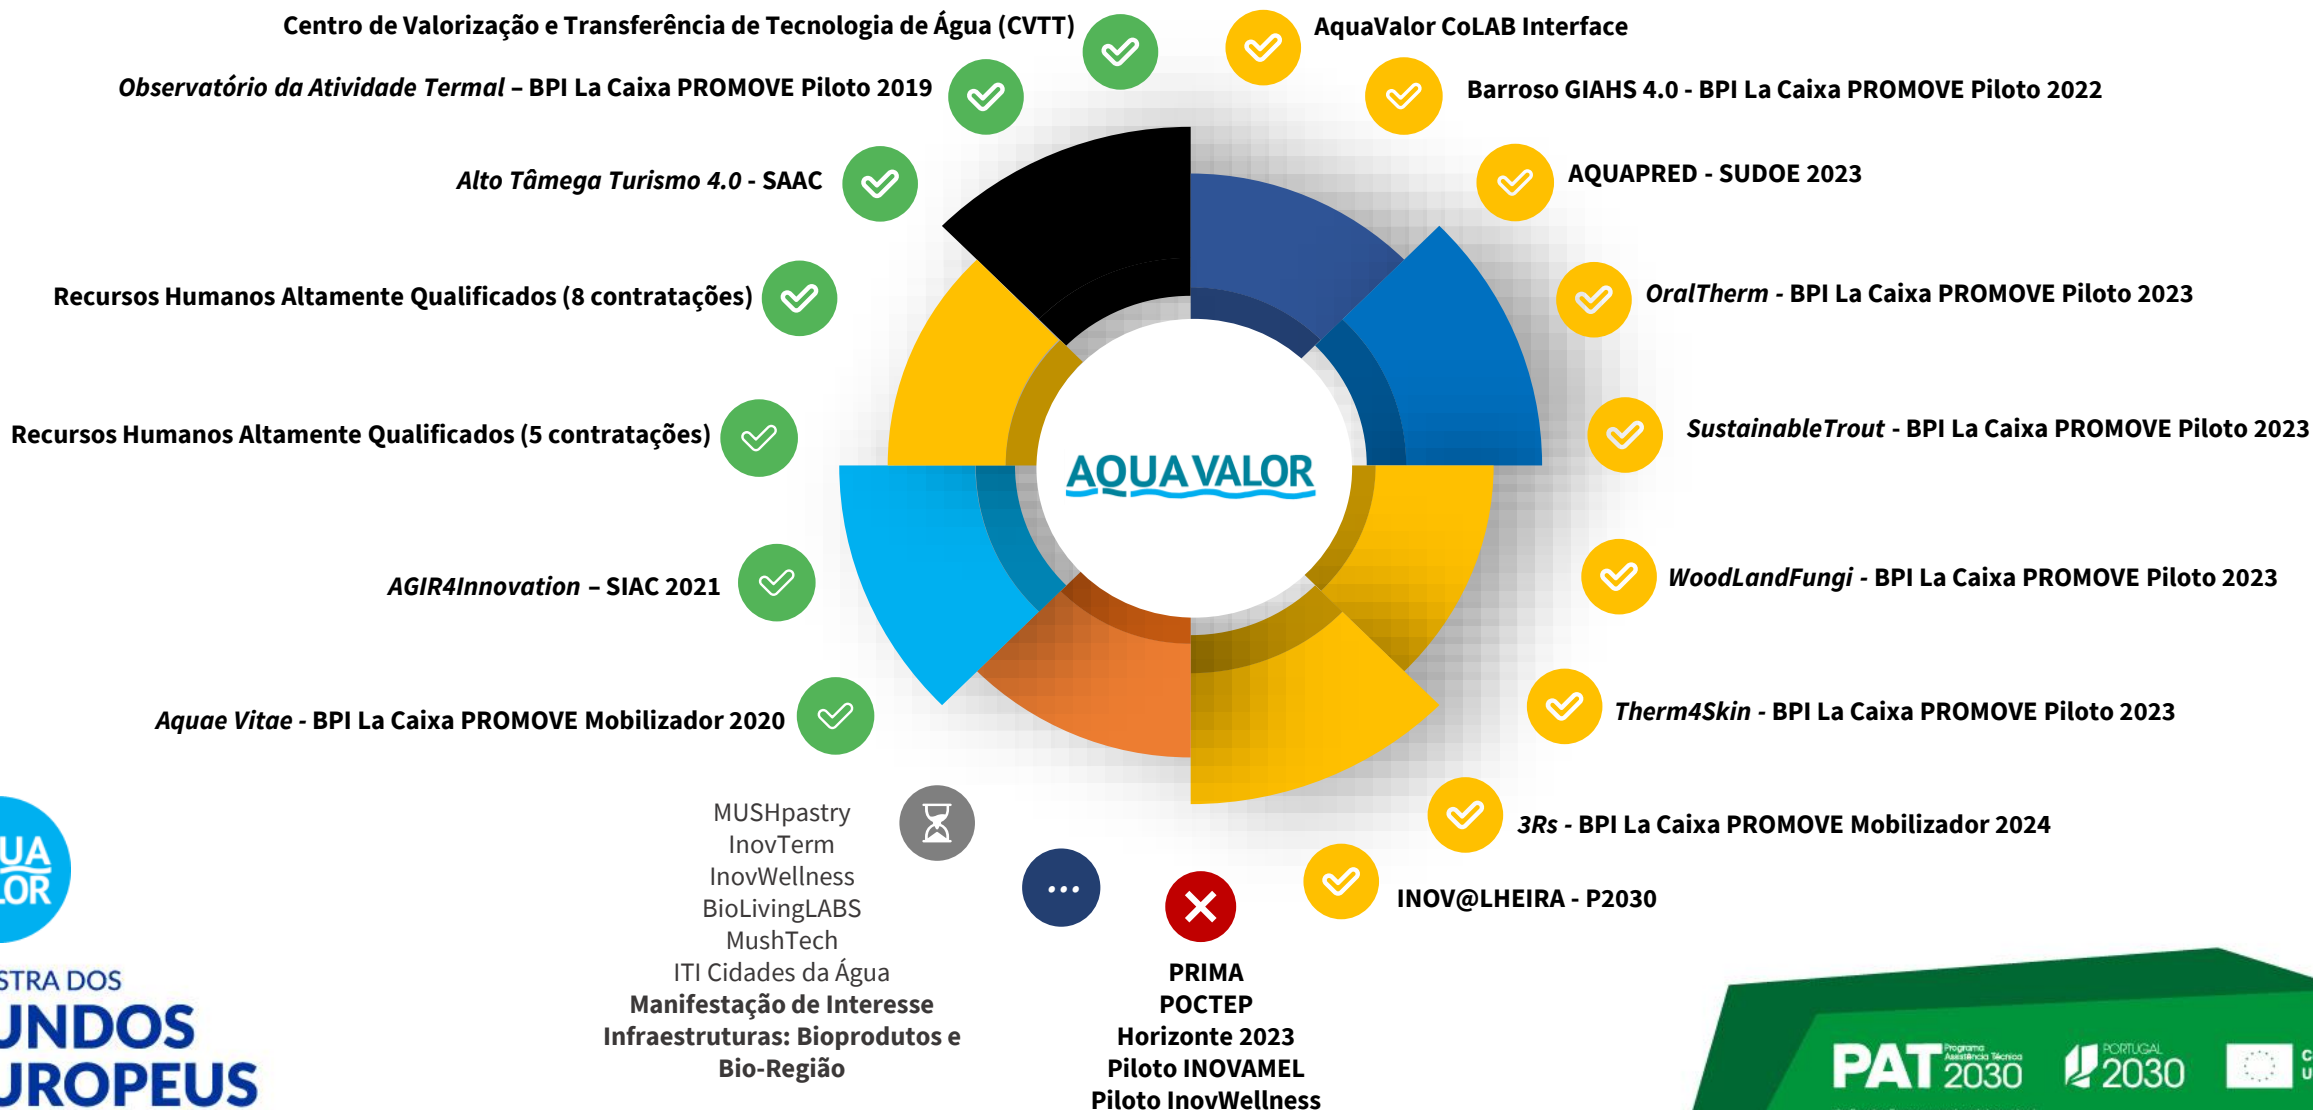 Centro de Valorização e Transferência de Tecnologia de Água (CVTT)
Observatório da Atividade Termal – BPI La Caixa PROMOVE Piloto 2019
Alto Tâmega Turismo 4.0 - SAAC
Recursos Humanos Altamente Qualificados (8 contratações)
Recursos Humanos Altamente Qualificados (5 contratações)
AGIR4Innovation – SIAC 2021
Aquae Vitae - BPI La Caixa PROMOVE Mobilizador 2020
AquaValor CoLAB Interface
Barroso GIAHS 4.0 - BPI La Caixa PROMOVE Piloto 2022
AQUAPRED - SUDOE 2023
OralTherm - BPI La Caixa PROMOVE Piloto 2023
SustainableTrout - BPI La Caixa PROMOVE Piloto 2023
WoodLandFungi - BPI La Caixa PROMOVE Piloto 2023
Therm4Skin - BPI La Caixa PROMOVE Piloto 2023
3Rs - BPI La Caixa PROMOVE Mobilizador 2024
INOV@LHEIRA - P2030
AQUA VALOR
MUSHpastry
InovTerm
InovWellness
BioLivingLABS
MushTech
ITI Cidades da Água
Manifestação de Interesse
Infraestruturas: Bioprodutos e
Bio-Região
...
PRIMA
POCTEP
Horizonte 2023
Piloto INOVAMEL
Piloto InovWellness
UA
LOR
STRA DOS
UNDOS
UROPEUS
PAT
Programa
Assistência Técnica
2030
PORTUGAL
2030